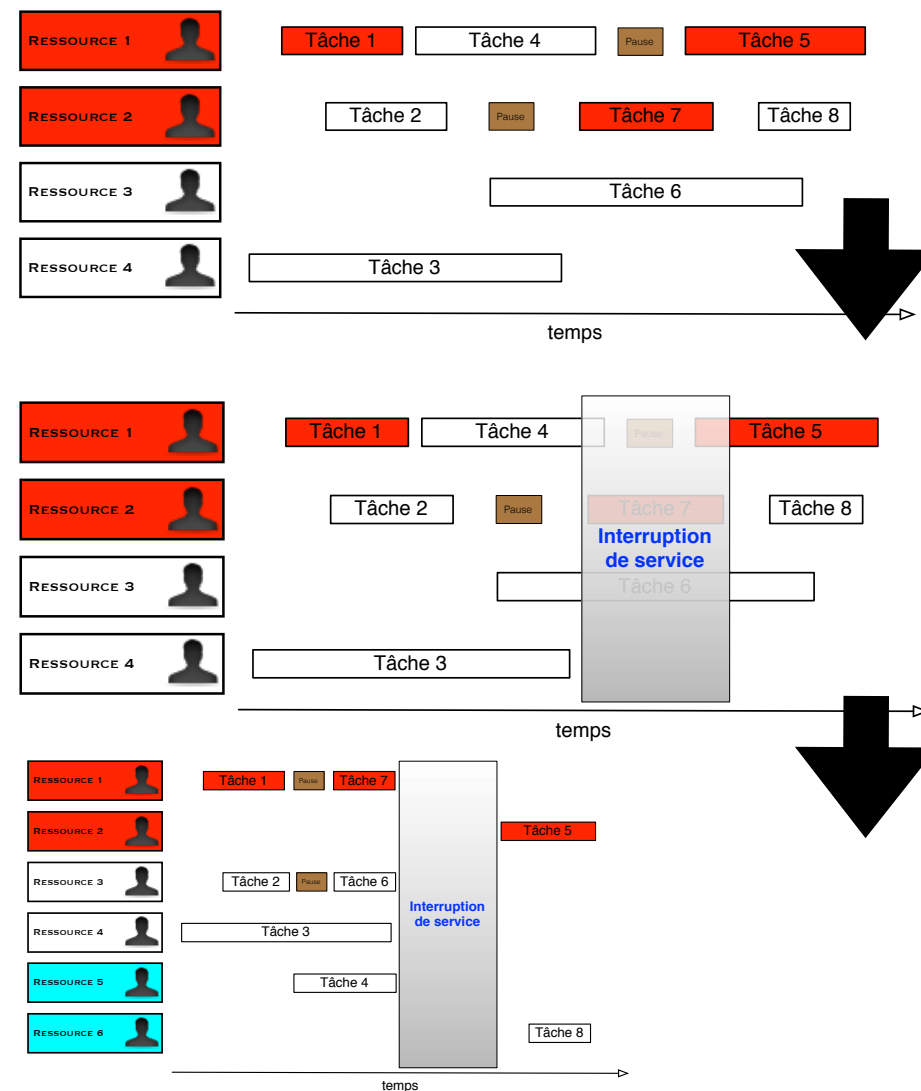 Ressource 1
Tâche 1
Tâche 4
Pause
Tâche 5
Ressource 2
Tâche 2
Pause
Tâche 7
Tâche 8
Ressource 3
Tâche 6
Ressource 4
Tâche 3
temps
Ressource 1
Tâche 1
Tâche 4
Pause
Tâche 5
Ressource 2
Tâche 2
Pause
Tâche 7
Tâche 8
Interruption
de service
Ressource 3
Tâche 6
Ressource 4
Tâche 3
temps
Ressource 1
Tâche 1
Pause
Tâche 7
Ressource 2
Tâche 5
Ressource 3
Tâche 2
Pause
Tâche 6
Interruption
de service
Ressource 4
Tâche 3
Ressource 5
Tâche 4
Ressource 6
Tâche 8
temps